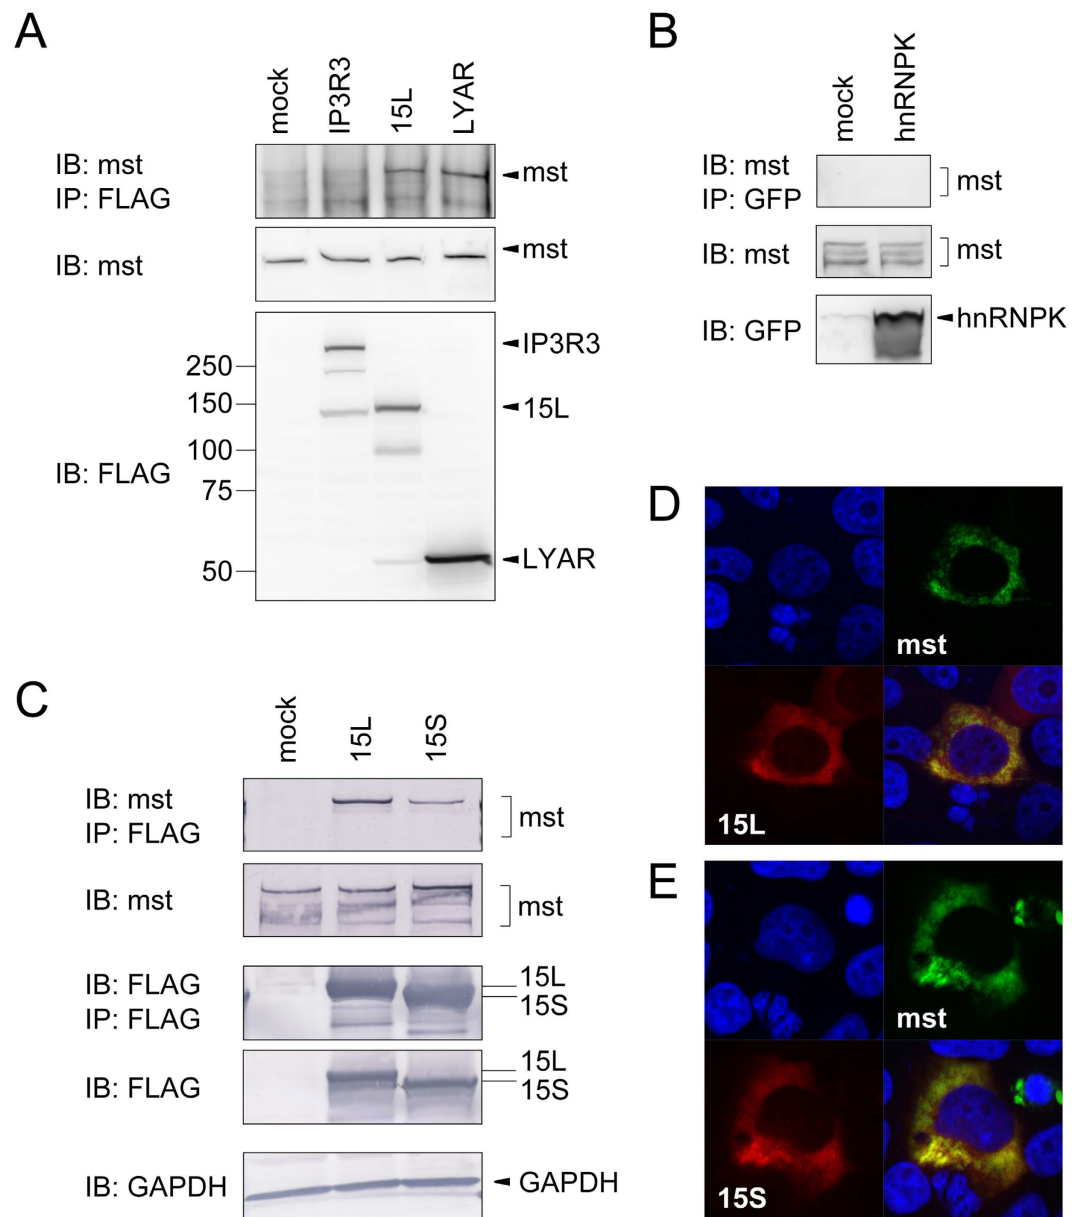 A
mock
IP3R3
15L
LYAR
IB: mst
IP: FLAG
mst
IB: mst
mst
IB: FLAG
250
150
100
75
50
IP3R3
15L
LYAR
B
mock
hnRNPK
IB: mst
IP: GFP
mst
IB: mst
mst
IB: GFP
hnRNPK
C
mock
15L
15S
IB: mst
IP: FLAG
mst
IB: mst
mst
IB: FLAG
IP: FLAG
15L
15S
IB: FLAG
15L
15S
IB: GAPDH
GAPDH
D
mst
15L
E
mst
15S